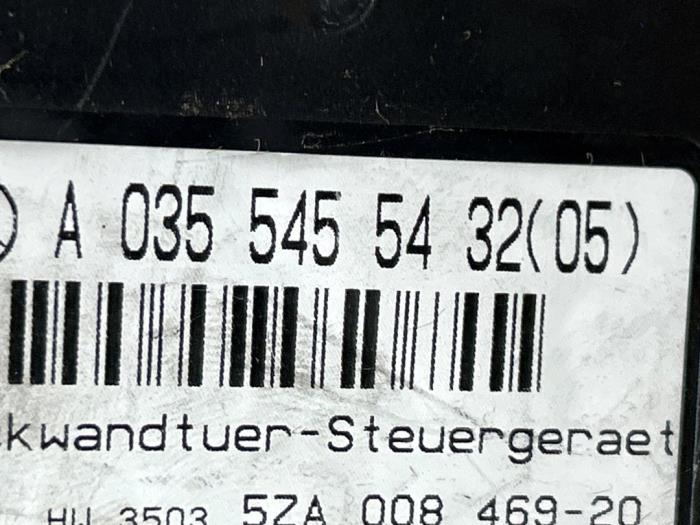 A 035 545 54 32(05)
kwandtuer-Steuergeraet
HW 3503 5ZA 008 469-20